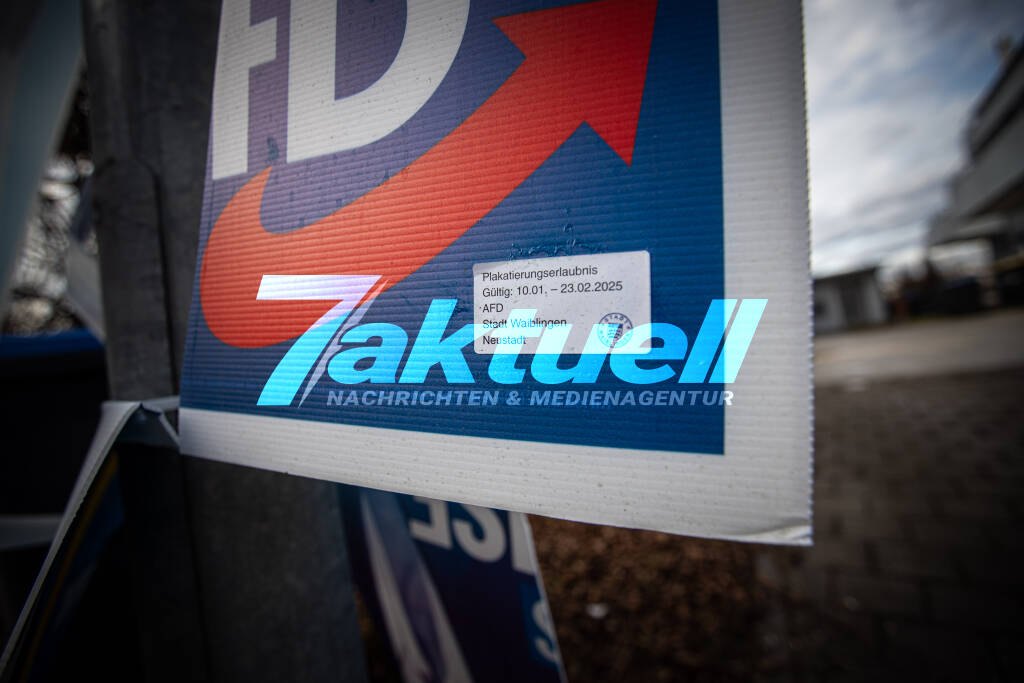 fD
Plakatierungserlaubnis
Gültig: 10.01. – 23.02.2025
AFD
Stadt Waiblingen
Neustadt
7aktuell
NACHRICHTEN & MEDIENAGENTUR